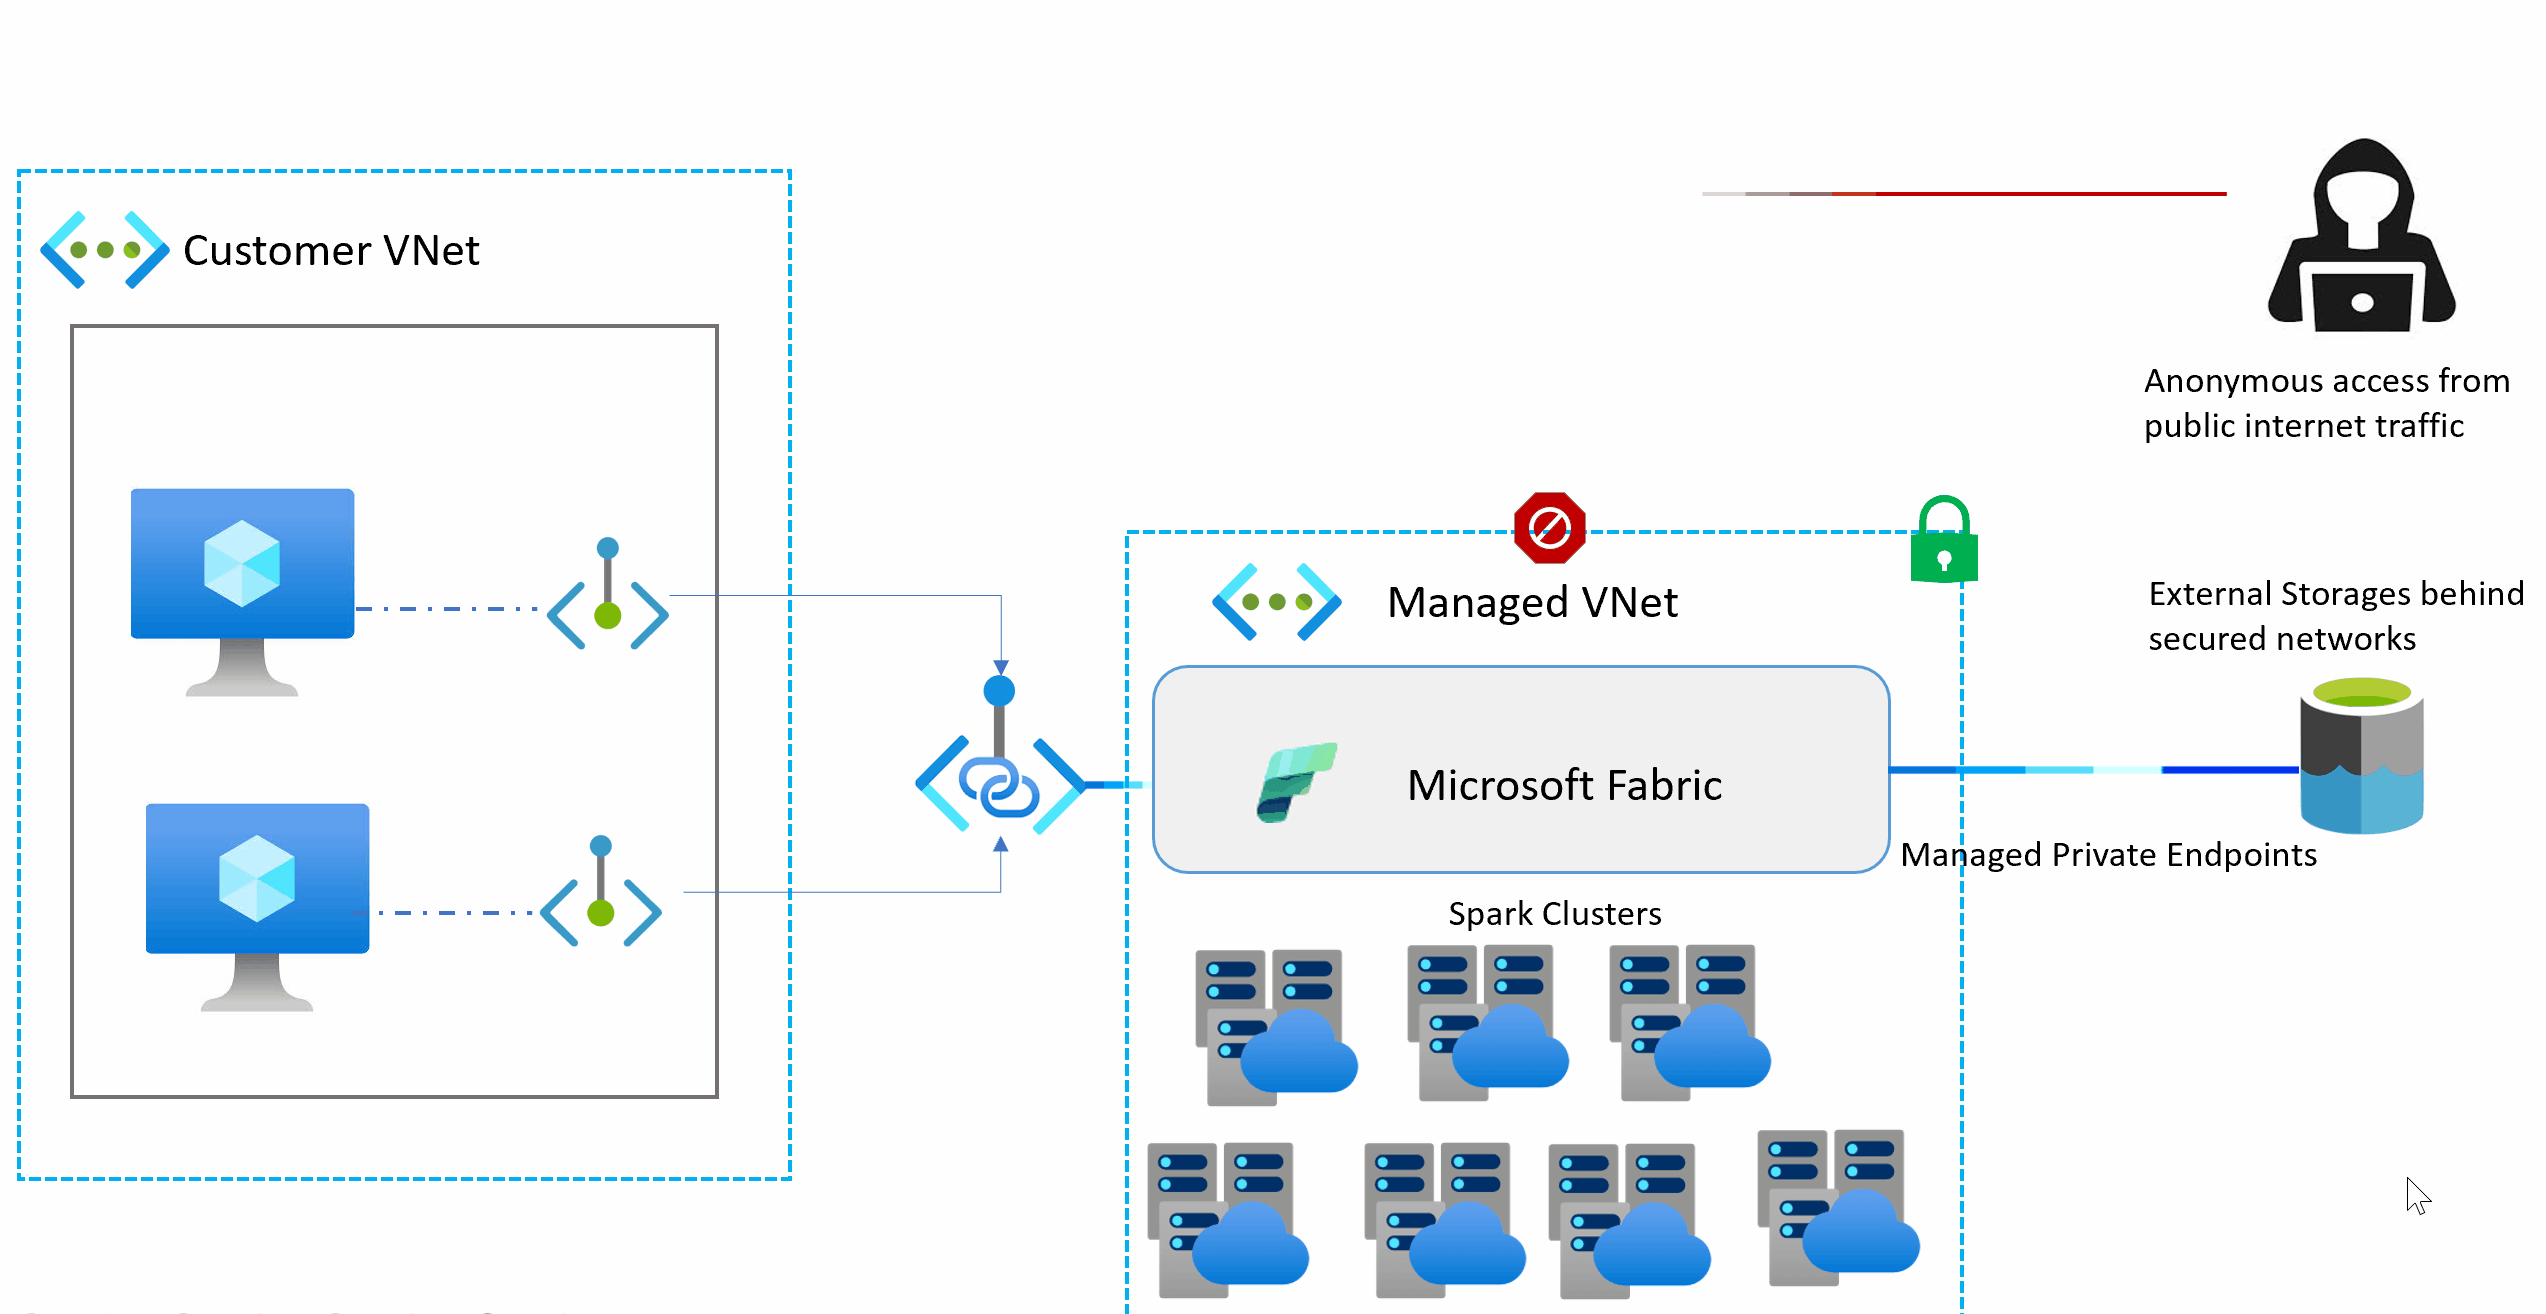 Customer VNet
Anonymous access from
public internet traffic
Managed VNet
External Storages behind
secured networks
Microsoft Fabric
Managed Private Endpoints
Spark Clusters